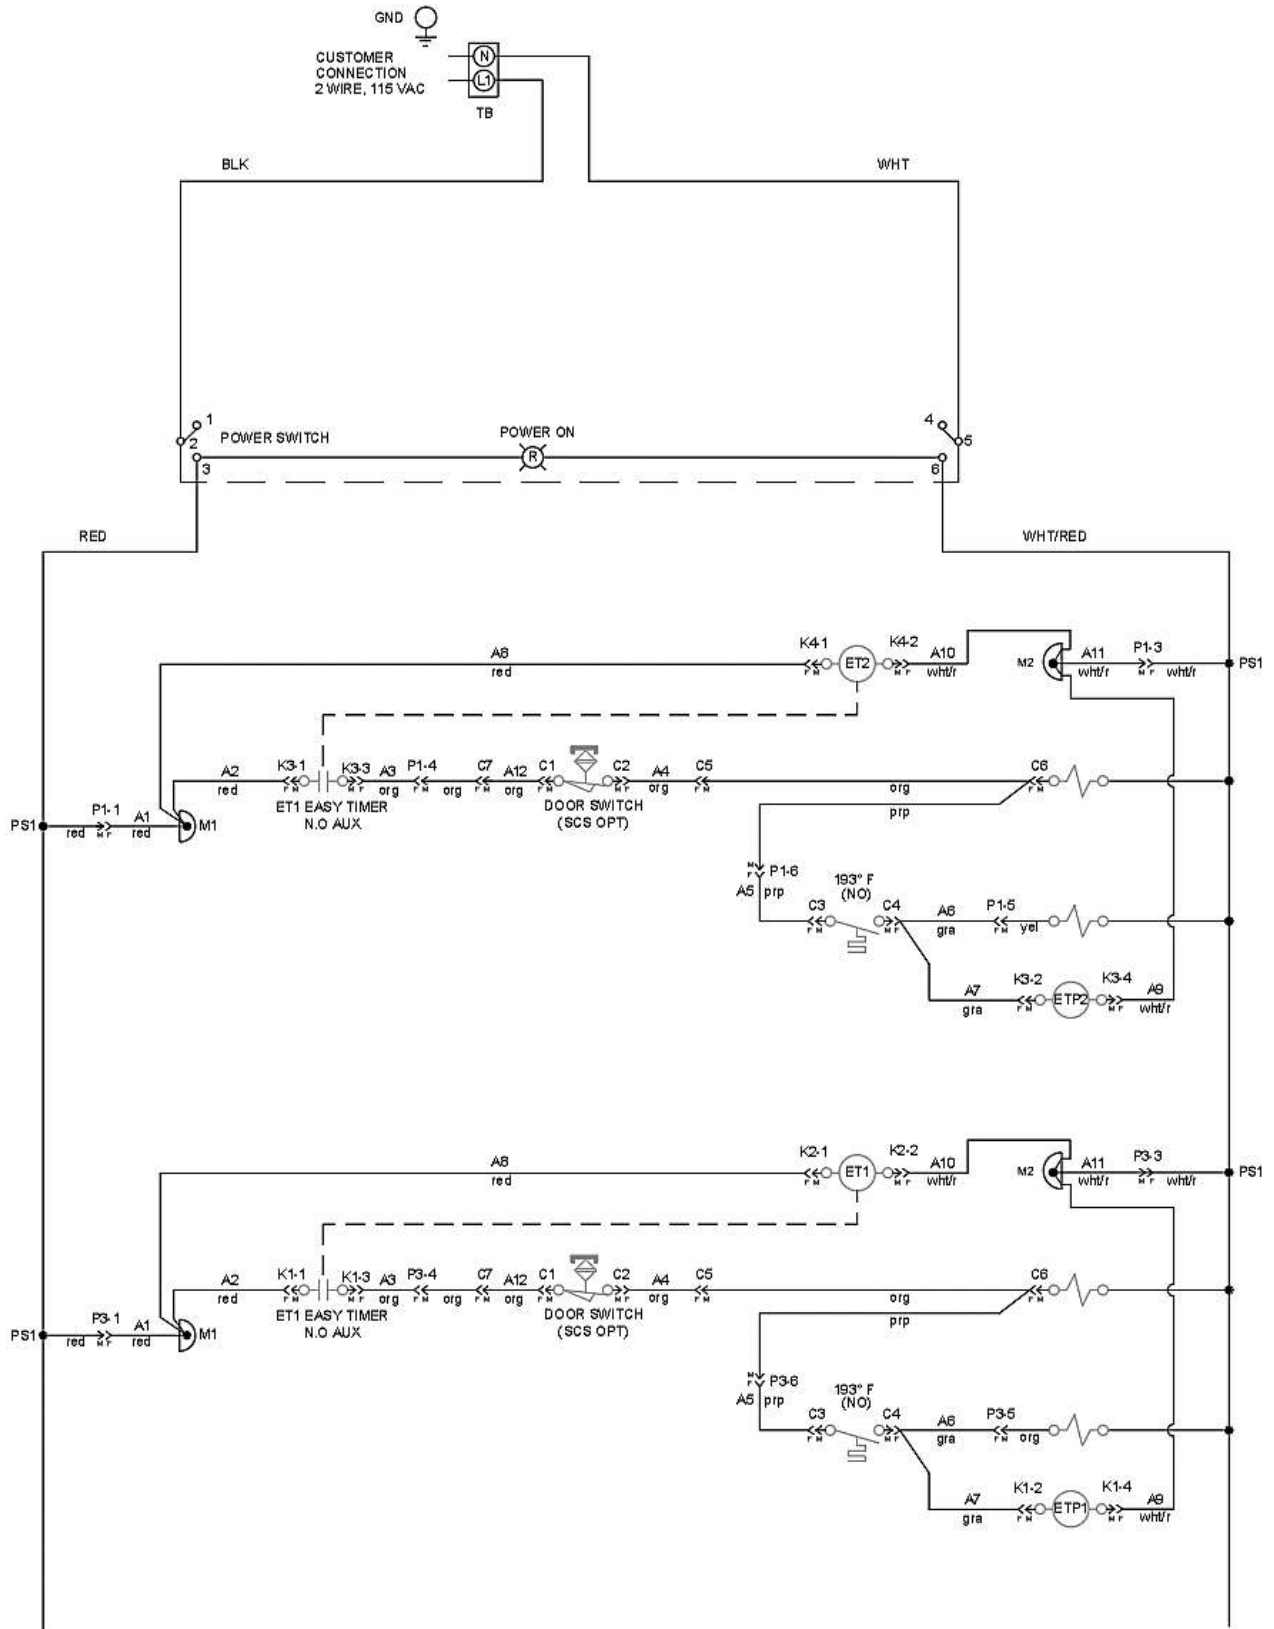 GND
CUSTOMER
CONNECTION
2 WIRE, 115 VAC
N
L1
TB
BLK
WHT
1
2
POWER SWITCH
3
POWER ON
R
4
5
6
RED
WHT/RED
K4-1
ET2
K4-2
A10
wht/r
M2
A11
wht/r
P1-3
wht/r
PS1
A8
red
F M
M F
M F
A2
red
K3-1
F M
K3-3
M F
A3
org
P1-4
F M
org
C7
F M
A12
org
C1
F M
C2
M F
A4
org
C5
F M
org
prp
C6
F M
ET1 EASY TIMER
N.O AUX
DOOR SWITCH
(SCS OPT)
PS1
red
P1-1
M F
A1
red
M1
M
F
P1-6
A5
prp
193° F
(NO)
C3
F M
C4
M F
A6
gra
P1-5
F M
yel
A7
gra
K3-2
F M
ETP2
K3-4
M F
A9
wht/r
K2-1
ET1
K2-2
A10
wht/r
M2
A11
wht/r
P3-3
wht/r
PS1
A8
red
F M
M F
M F
A2
red
K1-1
F M
K1-3
M F
A3
org
P3-4
F M
org
C7
F M
A12
org
C1
F M
C2
M F
A4
org
C5
F M
org
prp
C6
F M
ET1 EASY TIMER
N.O AUX
DOOR SWITCH
(SCS OPT)
PS1
red
P3-1
M F
A1
red
M1
M
F
P3-6
A5
prp
193° F
(NO)
C3
F M
C4
M F
A6
gra
P3-5
F M
org
A7
gra
K1-2
F M
ETP1
K1-4
M F
A9
wht/r